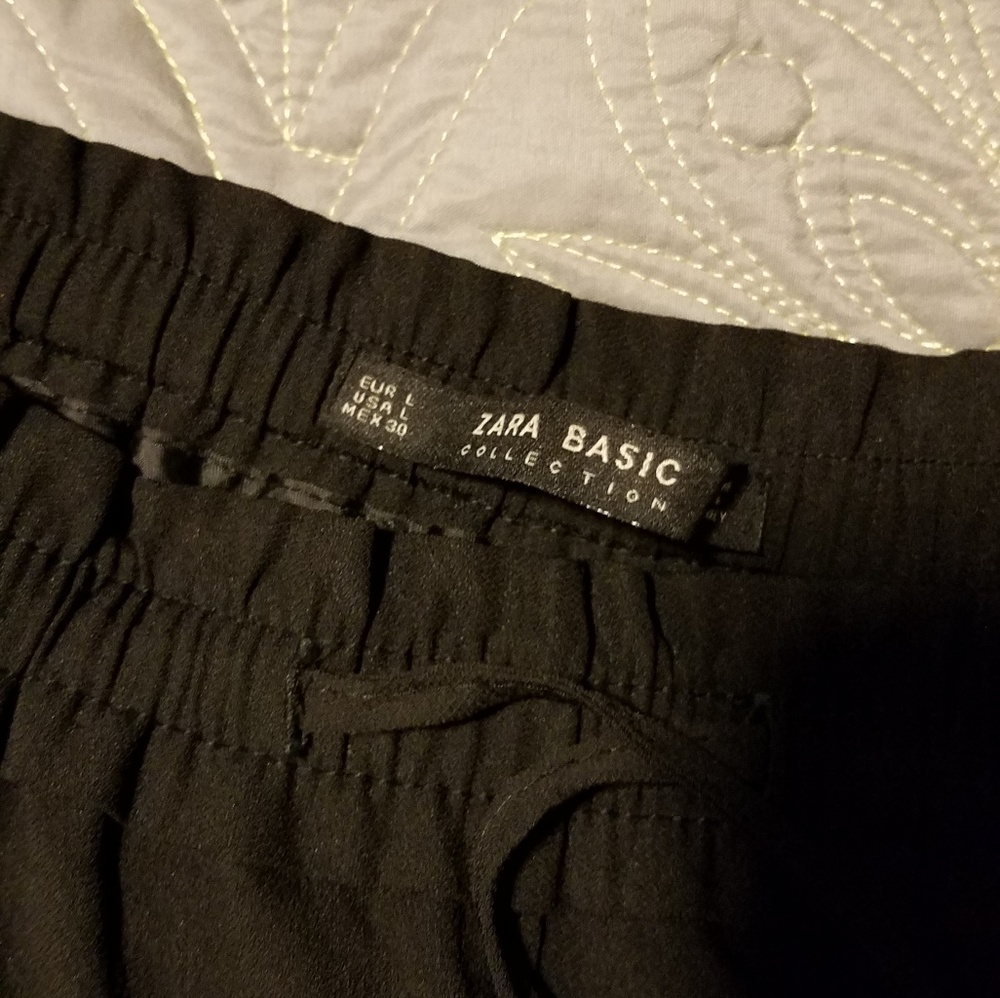 EUR L
USA L
MEX 30
ZARA BASIC
COLLECTION